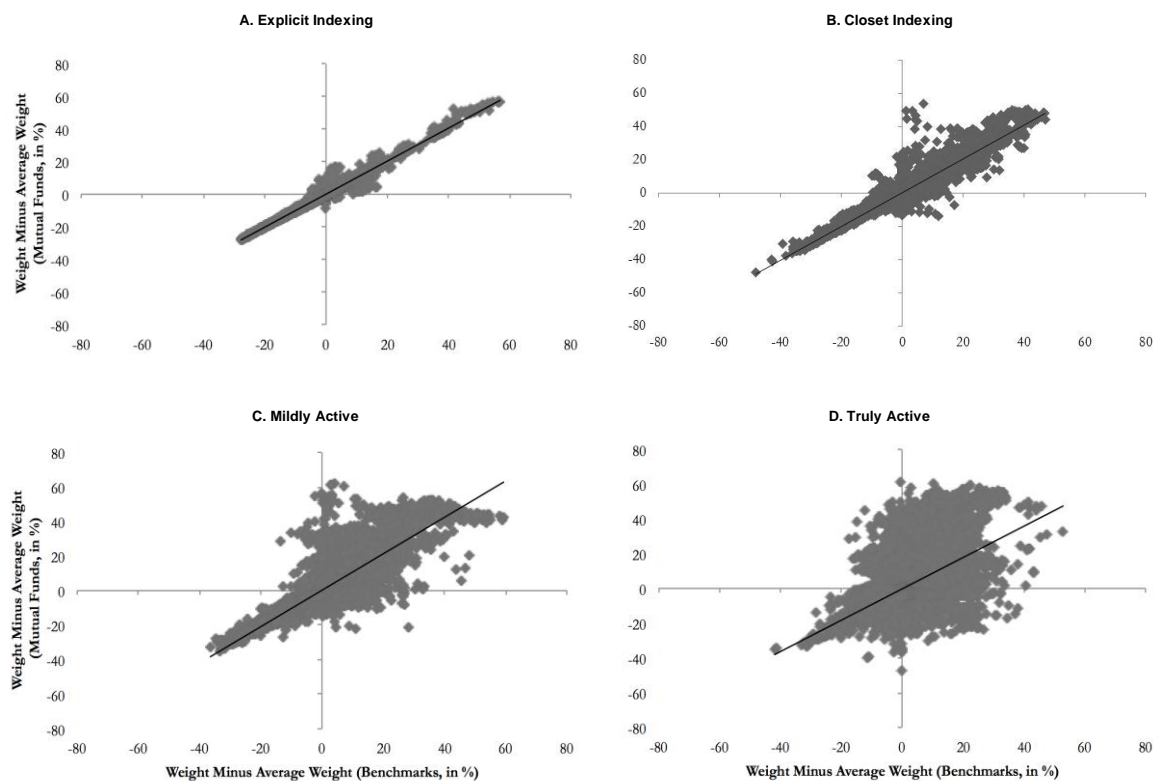 A. Explicit Indexing
B. Closet Indexing
Weight Minus Average Weight
(Mutual Funds, in %)
80
60
40
20
0
-20
-40
-60
-80
-80 -60 -40 -20 0 20 40 60 80
80
60
40
20
0
-20
-40
-60
-80
-80 -60 -40 -20 0 20 40 60 80
C. Mildly Active
D. Truly Active
Weight Minus Average Weight
(Mutual Funds, in %)
80
60
40
20
0
-20
-40
-60
-80
-80 -60 -40 -20 0 20 40 60 80
Weight Minus Average Weight (Benchmarks, in %)
80
60
40
20
0
-20
-40
-60
-80
-80 -60 -40 -20 0 20 40 60 80
Weight Minus Average Weight (Benchmarks, in %)